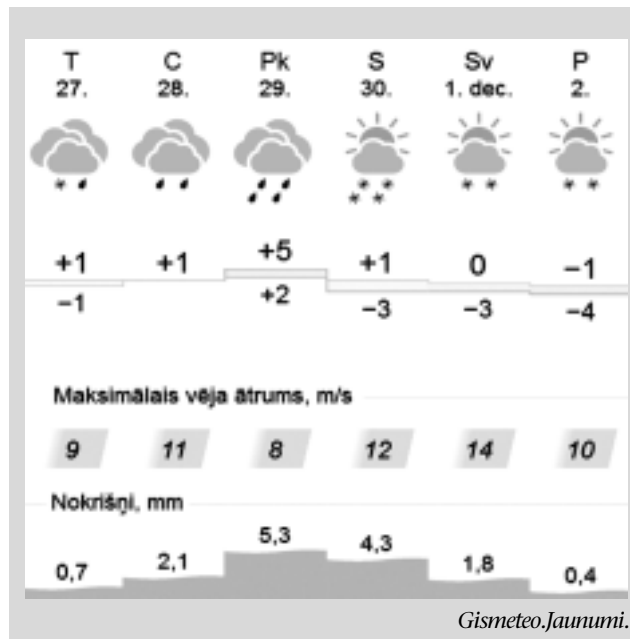 T C Pk S Sv P
27. 28. 29. 30. 1. dec. 2.
+1 +1 +5 +1 0 −1
−1 +2 −3 −3 −4
Maksimālais vēja ātrums, m/s
9 11 8 12 14 10
Nokrišņi, mm
0,7 2,1 5,3 4,3 1,8 0,4
Gismeteo.Jaunumi.